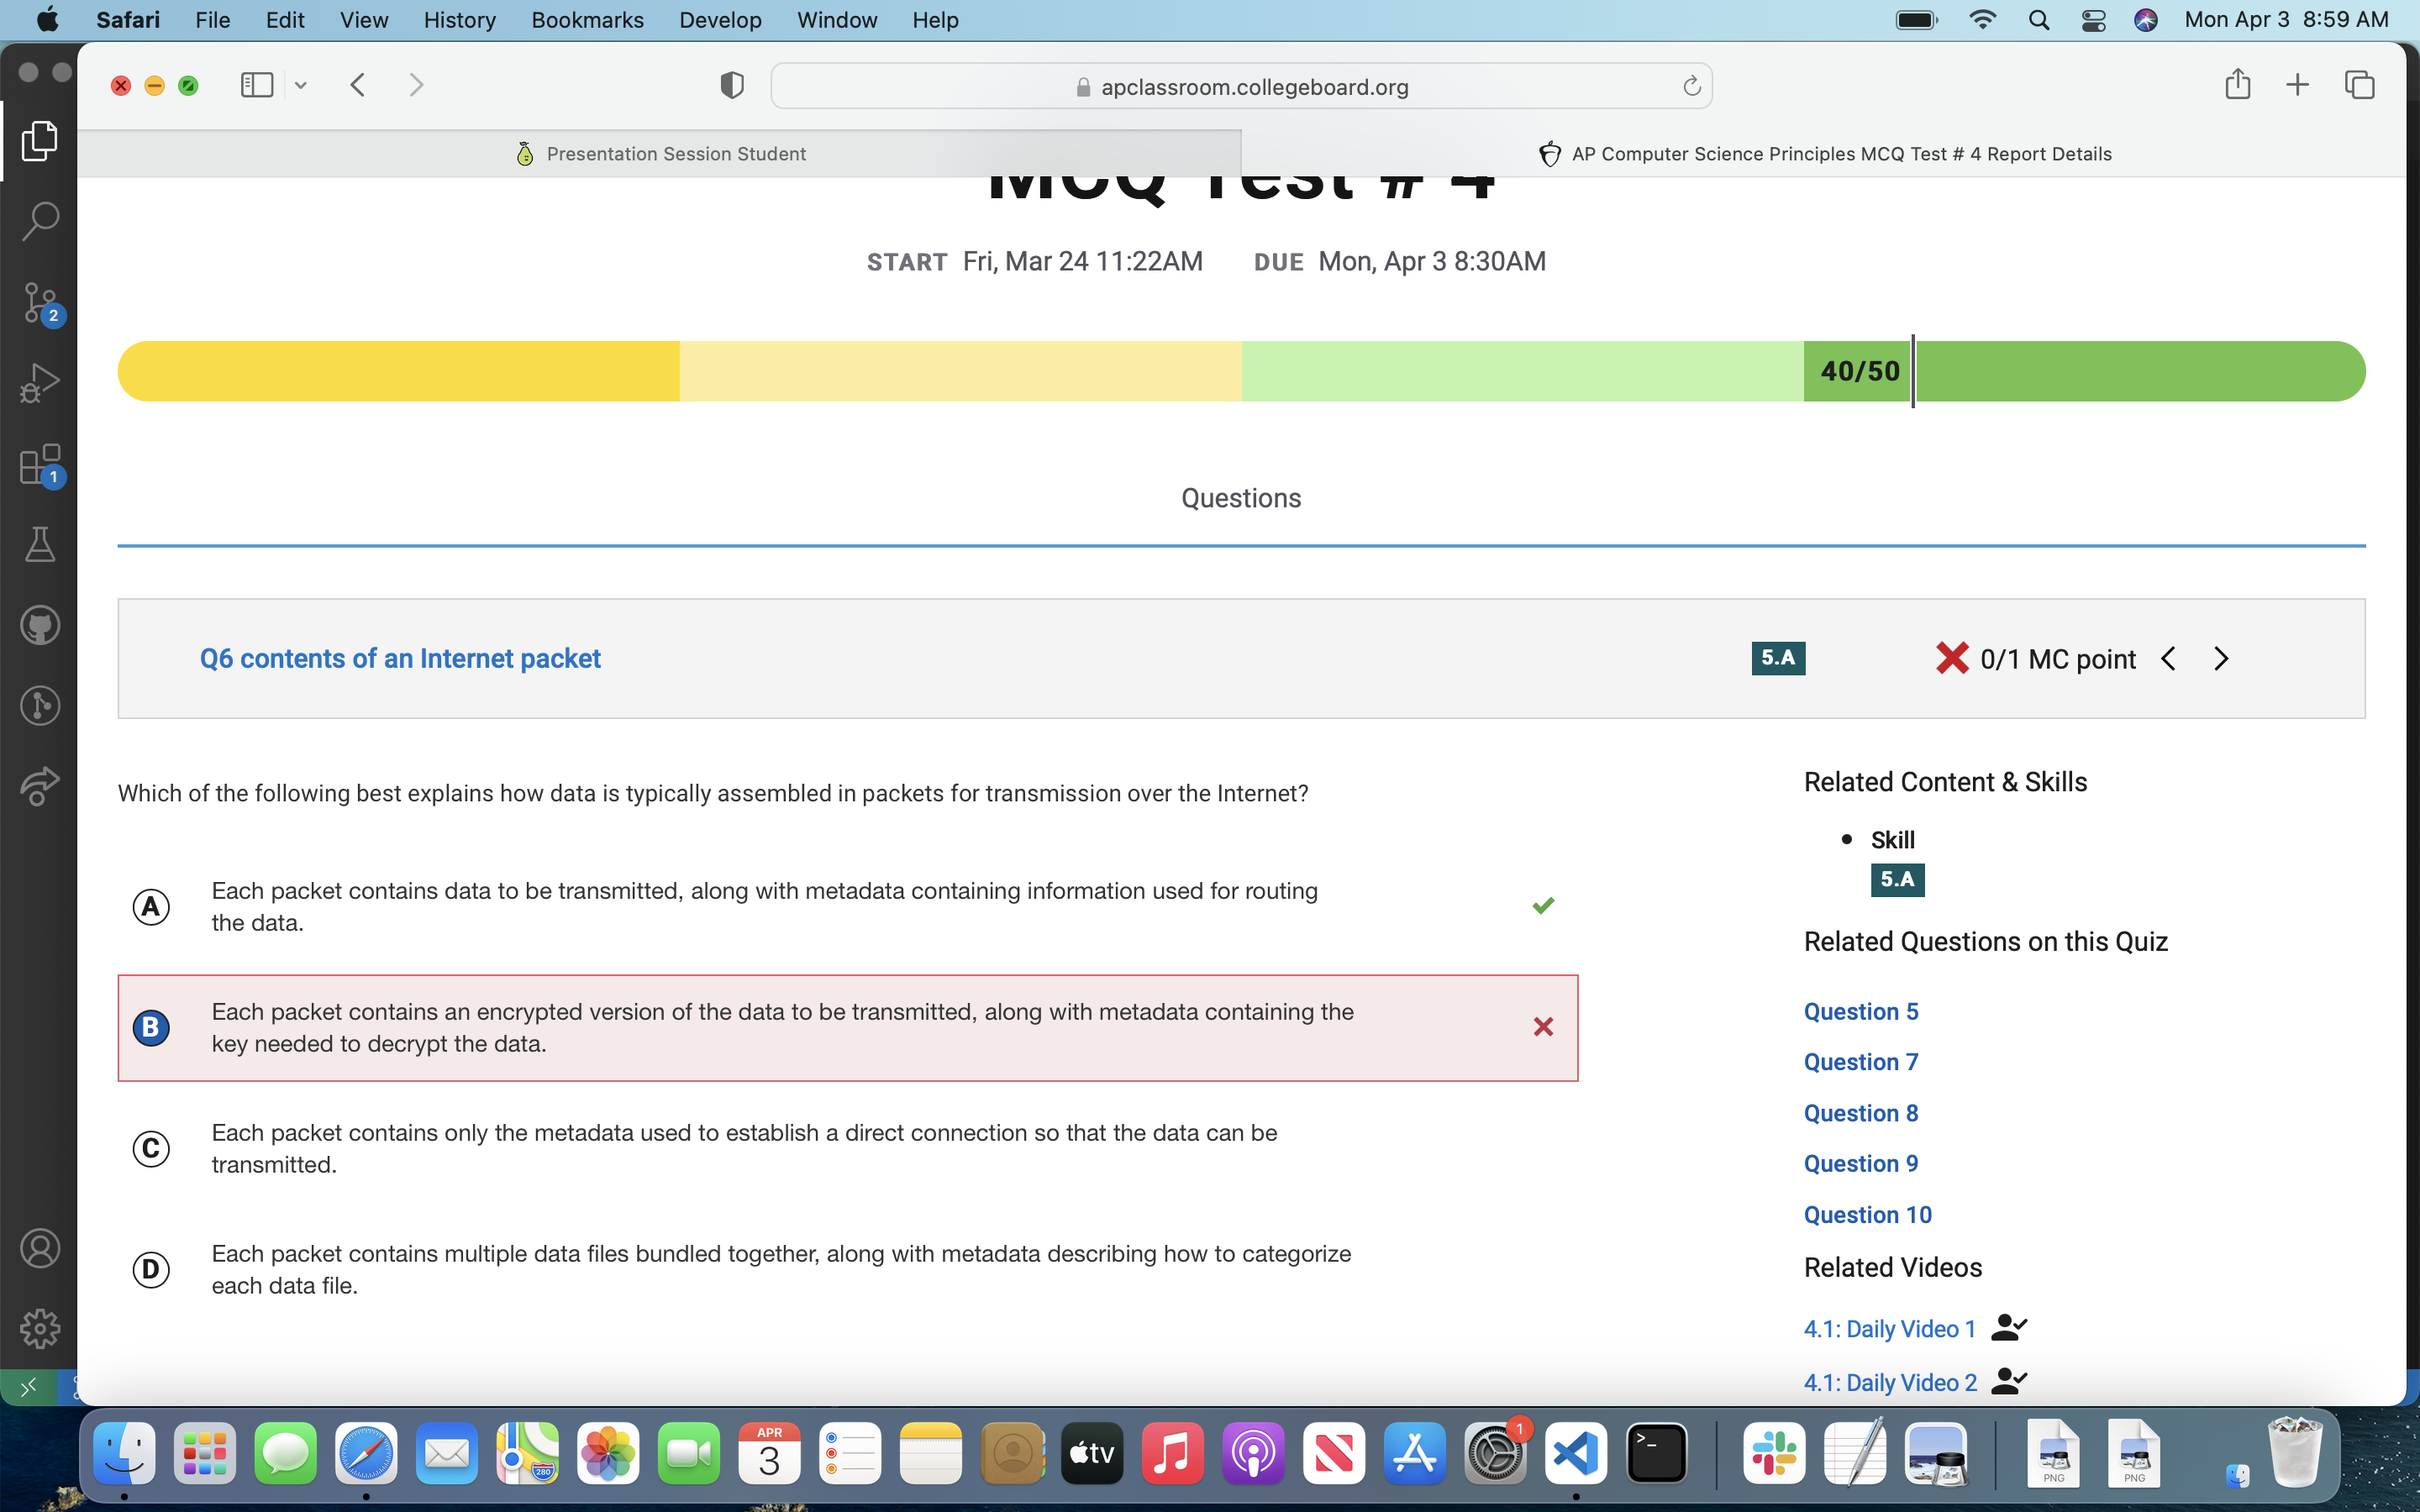 Safari File Edit View History Bookmarks Develop Window Help Mon Apr 3 8:59 AM
apclassroom.collegeboard.org
Presentation Session Student
AP Computer Science Principles MCQ Test # 4 Report Details
MCQ Test # 4
START Fri, Mar 24 11:22AM DUE Mon, Apr 3 8:30AM
2
40/50
1
Questions
Q6 contents of an Internet packet
5.A
0/1 MC point
Which of the following best explains how data is typically assembled in packets for transmission over the Internet?
A
Each packet contains data to be transmitted, along with metadata containing information used for routing
the data.
B
Each packet contains an encrypted version of the data to be transmitted, along with metadata containing the
key needed to decrypt the data.
C
Each packet contains only the metadata used to establish a direct connection so that the data can be
transmitted.
D
Each packet contains multiple data files bundled together, along with metadata describing how to categorize
each data file.
Related Content & Skills
Skill
5.A
Related Questions on this Quiz
Question 5
Question 7
Question 8
Question 9
Question 10
Related Videos
4.1: Daily Video 1
4.1: Daily Video 2
280
APR
3
tv
1
>_
PNG
PNG